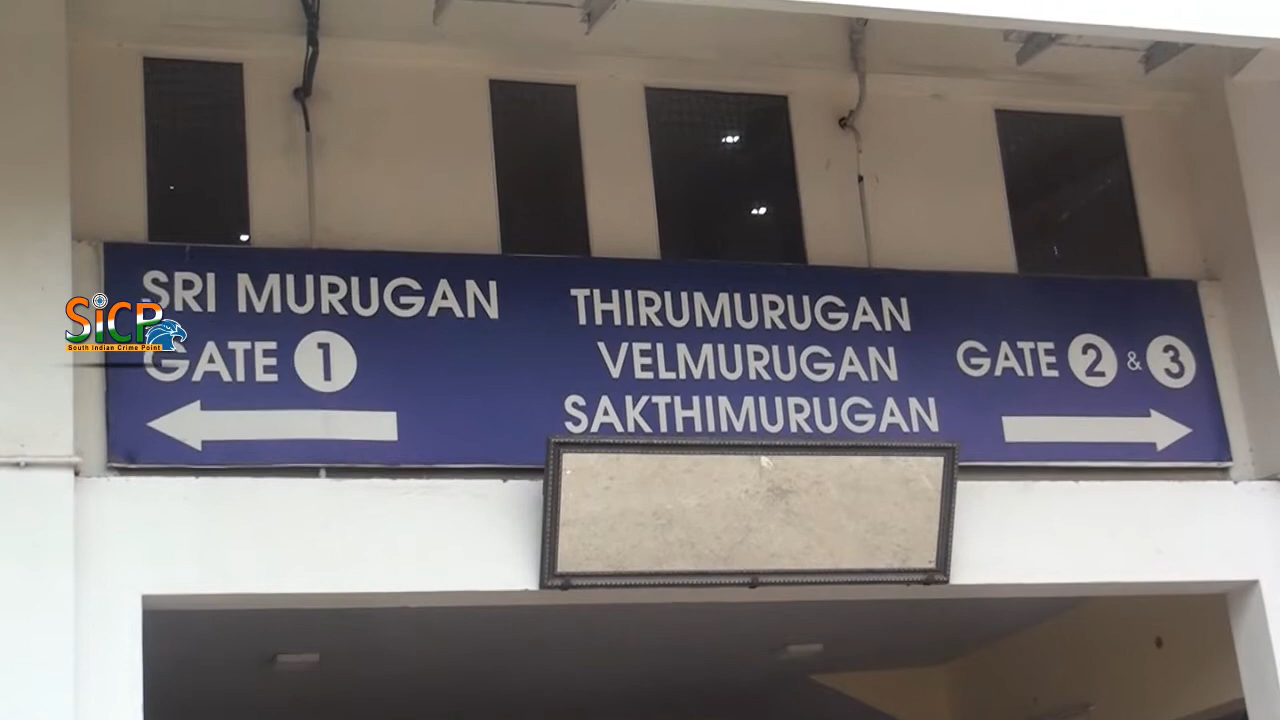 SRI MURUGAN
GATE 1
THIRUMURUGAN
VELMURUGAN
SAKTHIMURUGAN
GATE 2 & 3
SiCP
South Indian Crime Point